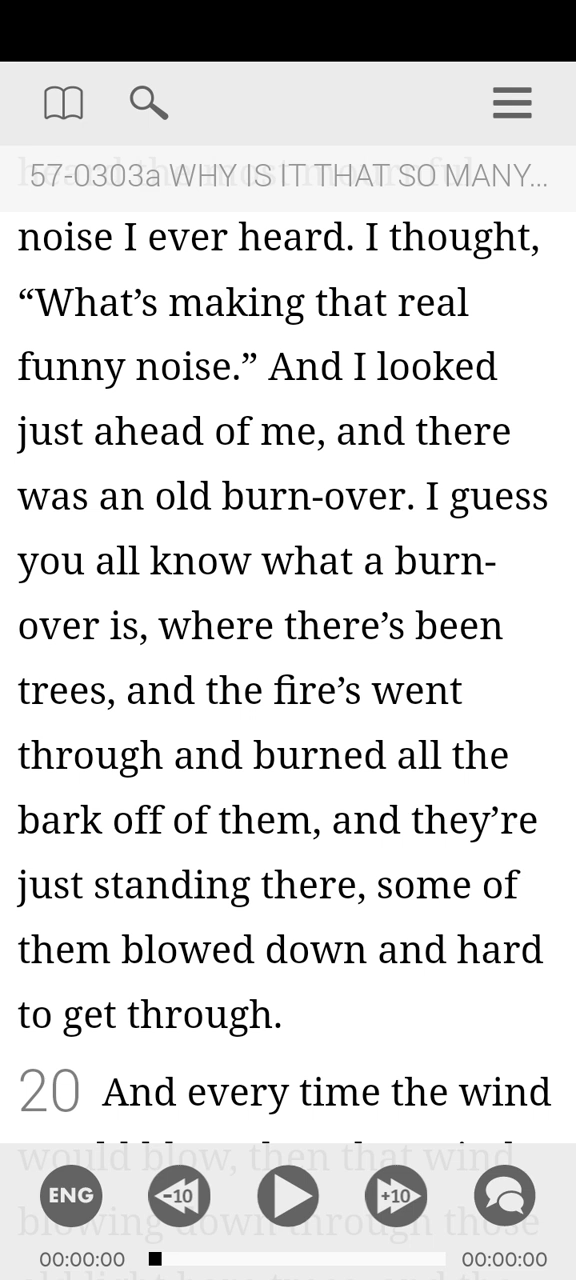 57-0303a WHY IS IT THAT SO MANY...
noise I ever heard. I thought,
“What’s making that real
funny noise.” And I looked
just ahead of me, and there
was an old burn-over. I guess
you all know what a burn-
over is, where there’s been
trees, and the fire’s went
through and burned all the
bark off of them, and they’re
just standing there, some of
them blowed down and hard
to get through.
20 And every time the wind
would blow, then that wind
ENG -10 +10
blowing down through those
00:00:00 00:00:00